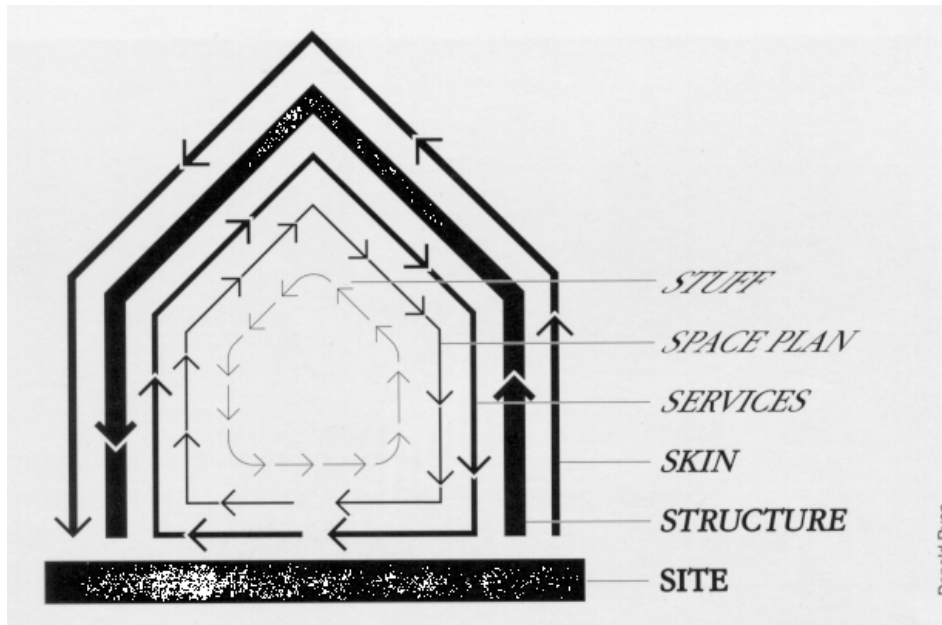 STUFF
SPACE PLAN
SERVICES
SKIN
STRUCTURE
SITE